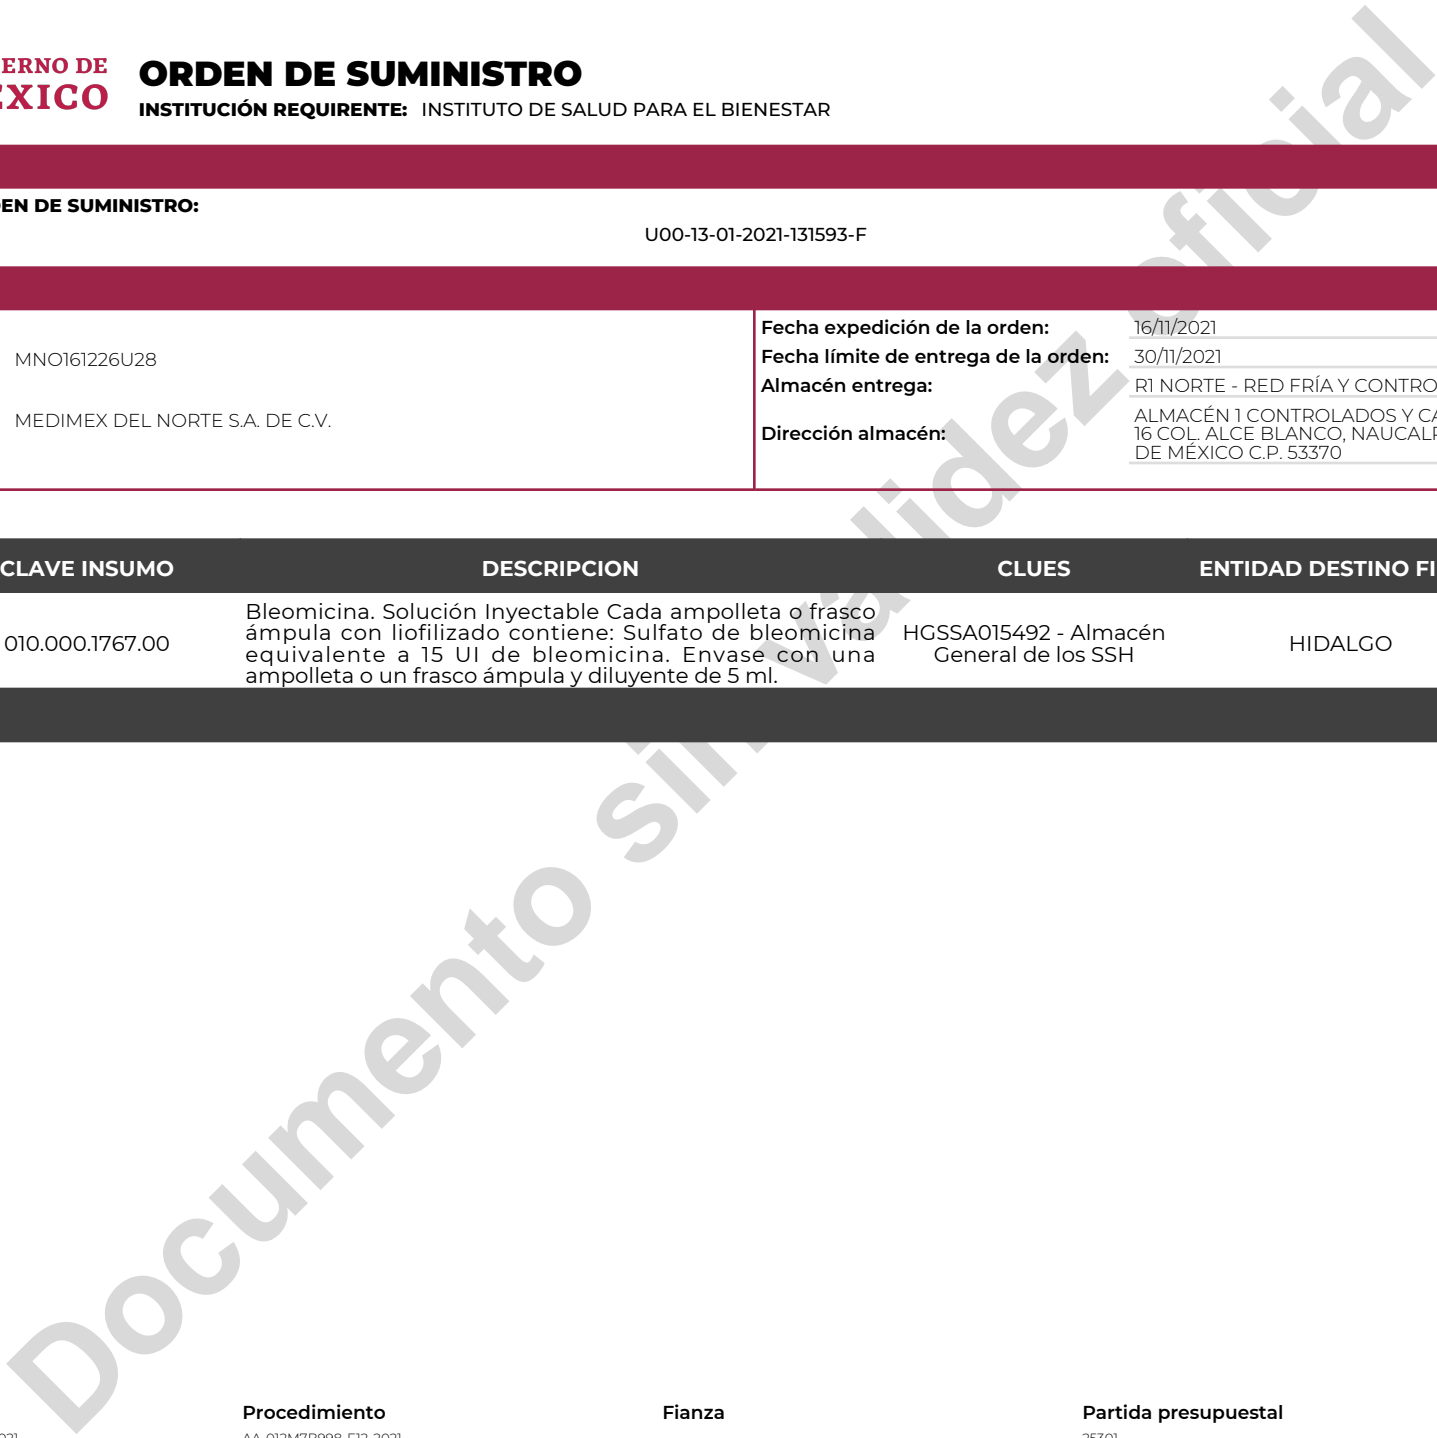 ORDEN DE SUMINISTRO
INSTITUCIÓN REQUIRENTE: INSTITUTO DE SALUD PARA EL BIENESTAR
ERNO DE
XICO
EN DE SUMINISTRO:
U00-13-01-2021-131593-F
MNO161226U28
MEDIMEX DEL NORTE S.A. DE C.V.
Fecha expedición de la orden: 16/11/2021
Fecha límite de entrega de la orden: 30/11/2021
Almacén entrega: R1 NORTE - RED FRÍA Y CONTRO
Dirección almacén: ALMACÉN 1 CONTROLADOS Y CA
16 COL. ALCE BLANCO, NAUCALP
DE MÉXICO C.P. 53370
CLAVE INSUMO DESCRIPCION CLUES ENTIDAD DESTINO FI
010.000.1767.00
Bleomicina. Solución Inyectable Cada ampolleta o frasco
ámpula con liofilizado contiene: Sulfato de bleomicina
equivalente a 15 UI de bleomicina. Envase con una
ampolleta o un frasco ámpula y diluyente de 5 ml.
HGSSA015492 - Almacén
General de los SSH
HIDALGO
Documento sin validez oficial
Procedimiento Fianza Partida presupuestal